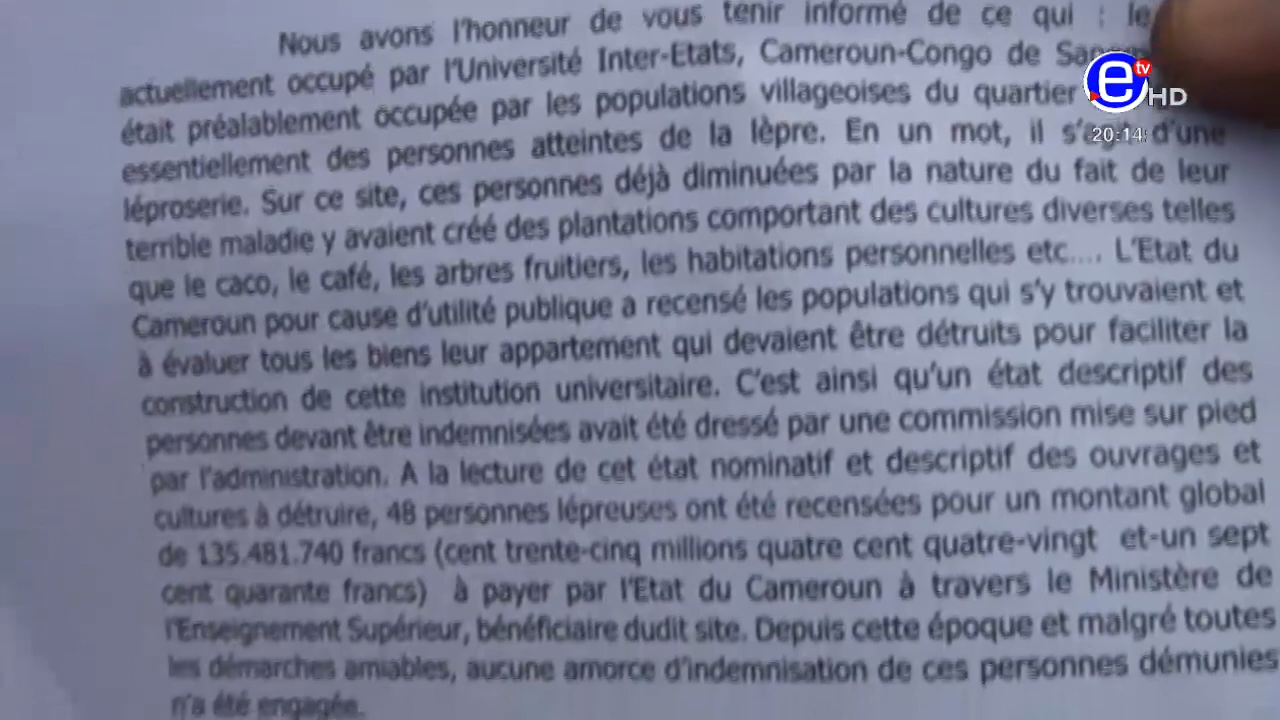 Nous avons l'honneur de vous tenir informé de ce qui : le
actuellement occupé par l'Université Inter-Etats, Cameroun-Congo de
était préalablement occupée par les populations villageoises du quartier
essentiellement des personnes atteintes de la lèpre. En un mot, il d'une
léproserie. Sur ce site, ces personnes déjà diminuées par la nature du fait de leur
terrible maladie y avaient créé des plantations comportant des cultures diverses telles
que le caco, le café, les arbres fruitiers, les habitations personnelles etc.... L'Etat du
Cameroun pour cause d'utilité publique a recensé les populations qui s'y trouvaient et
à évaluer tous les biens leur appartement qui devaient être détruits pour faciliter la
construction de cette institution universitaire. C'est ainsi qu'un état descriptif des
personnes devant être indemnisées avait été dressé par une commission mise sur pied
par l'administration. A la lecture de cet état nominatif et descriptif des ouvrages et
cultures à détruire, 48 personnes lépreuses ont été recensées pour un montant global
de 135.481.740 francs (cent trente-cinq millions quatre cent quatre-vingt et-un sept
cent quarante francs) à payer par l'Etat du Cameroun à travers le Ministère de
l'Enseignement Supérieur, bénéficiaire dudit site. Depuis cette époque et malgré toutes
les démarches amiables, aucune amorce d'indemnisation de ces personnes démunies
n'a été engagée.
e tv HD
20:14